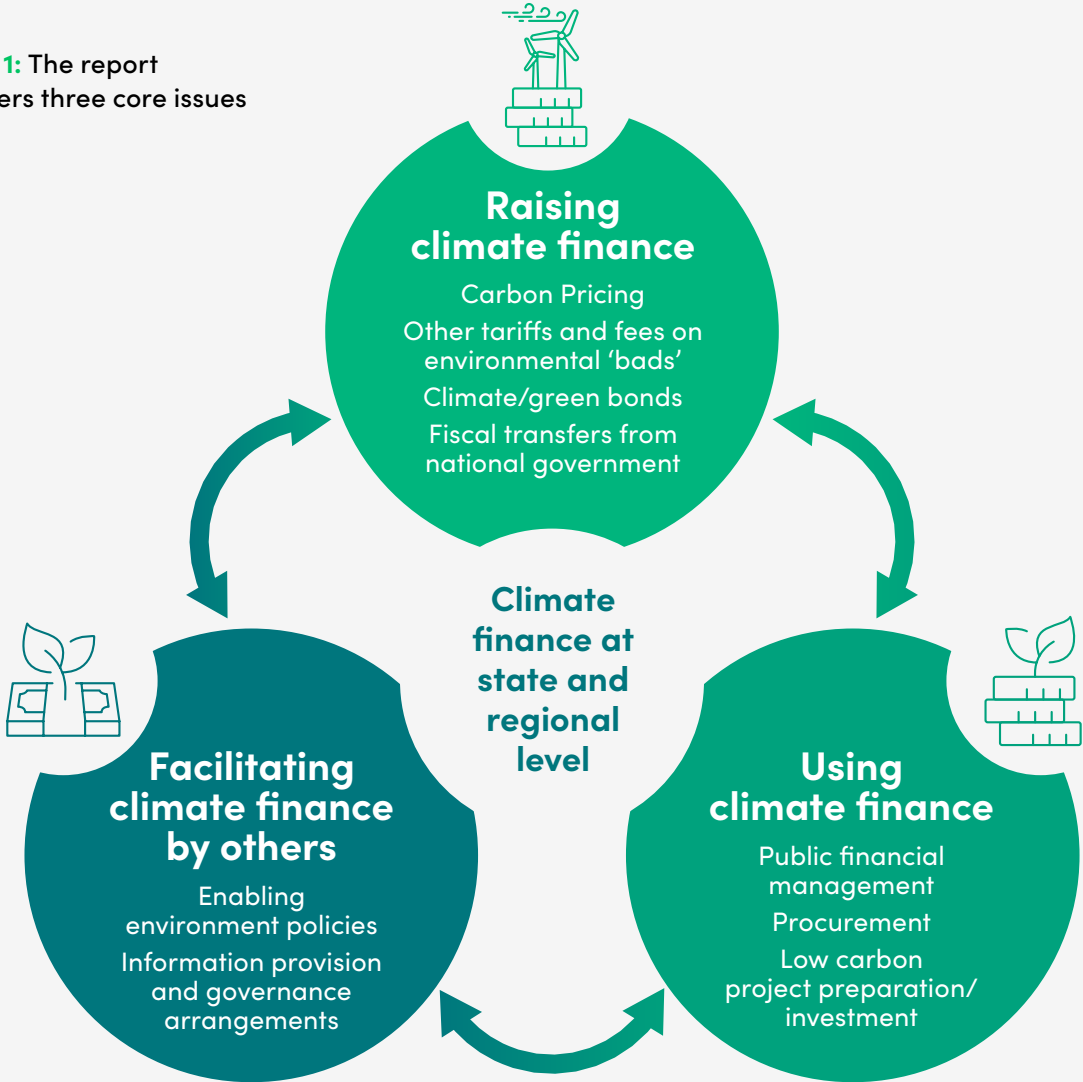 1: The report
three core issues
Raising
climate finance
Carbon Pricing
Other tariffs and fees on
environmental ‘bads’
Climate/green bonds
Fiscal transfers from
national government
Climate
finance at
state and
regional
level
Facilitating
climate finance
by others
Enabling
environment policies
Information provision
and governance
arrangements
Using
climate finance
Public financial
management
Procurement
Low carbon
project preparation/
investment